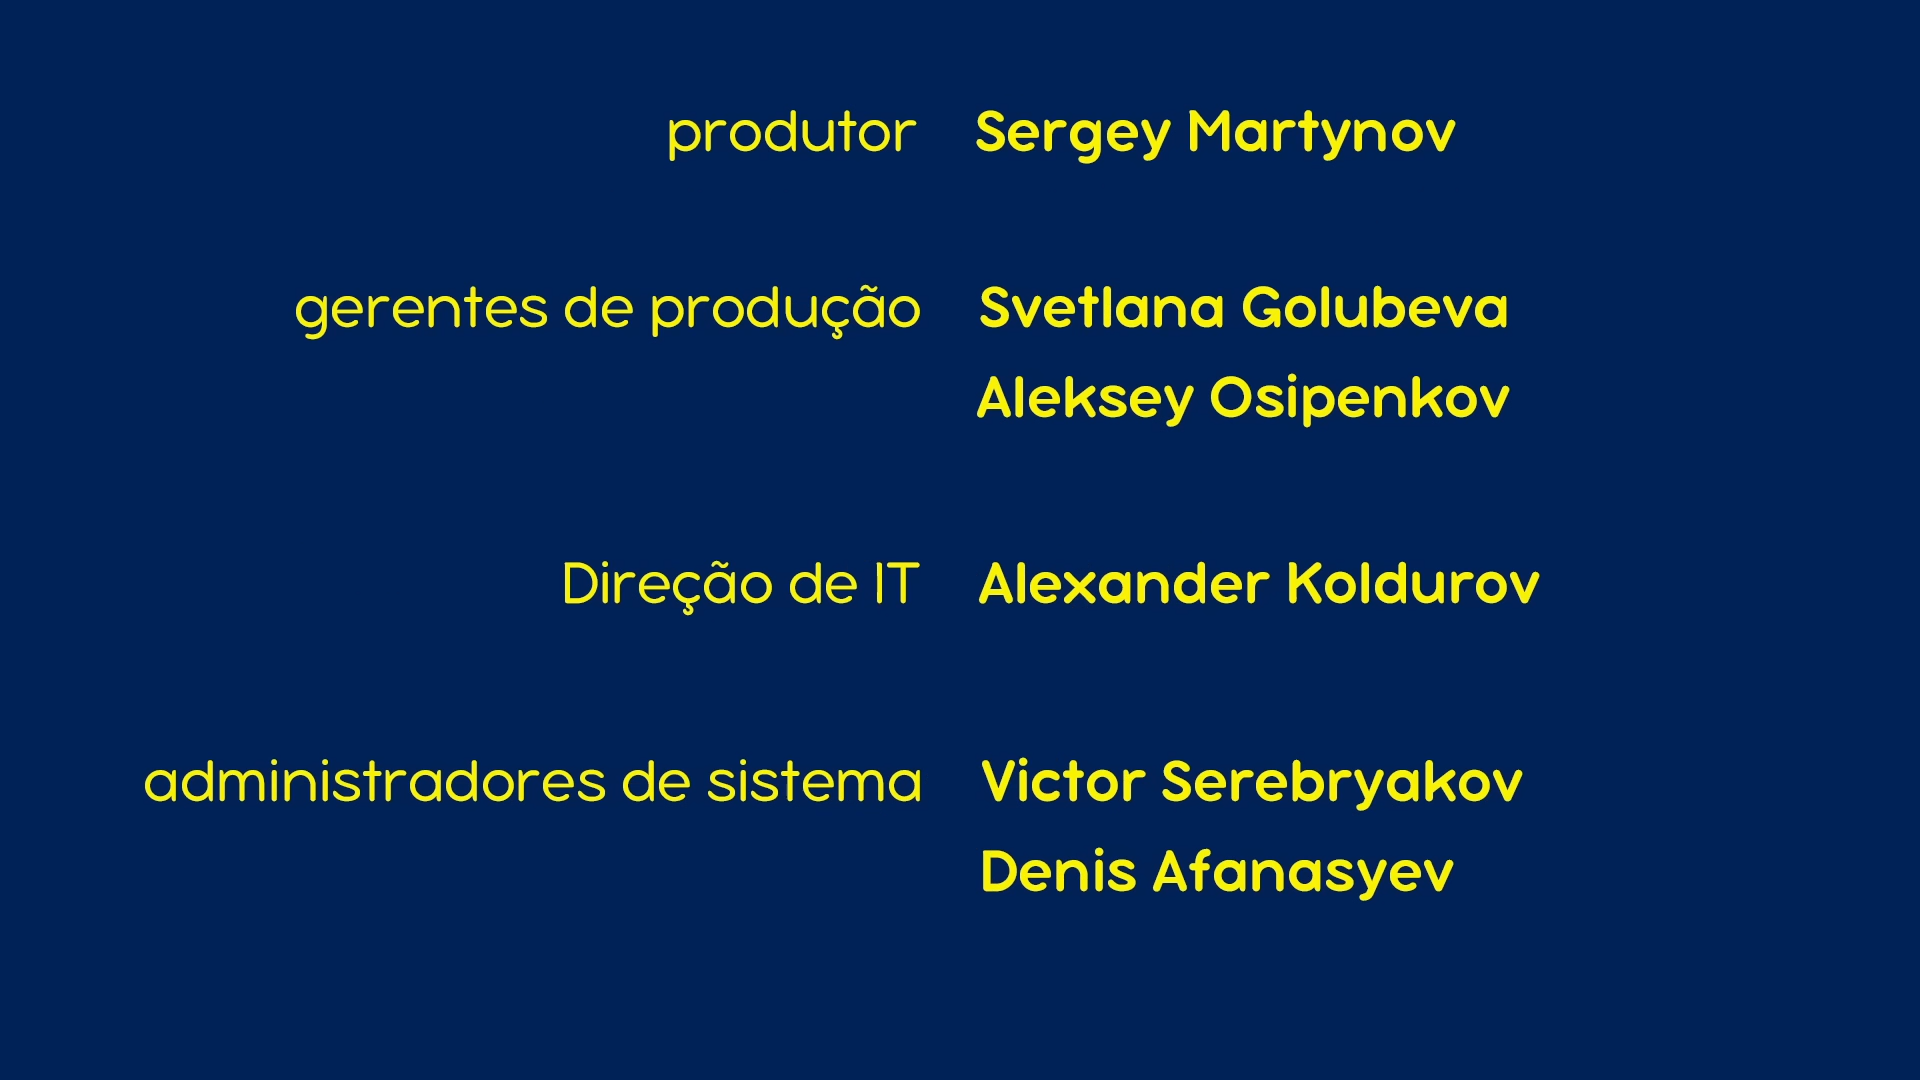 produtor Sergey Martynov
gerentes de produção Svetlana Golubeva
Aleksey Osipenkov
Direção de IT Alexander Koldurov
administradores de sistema Victor Serebryakov
Denis Afanasyev